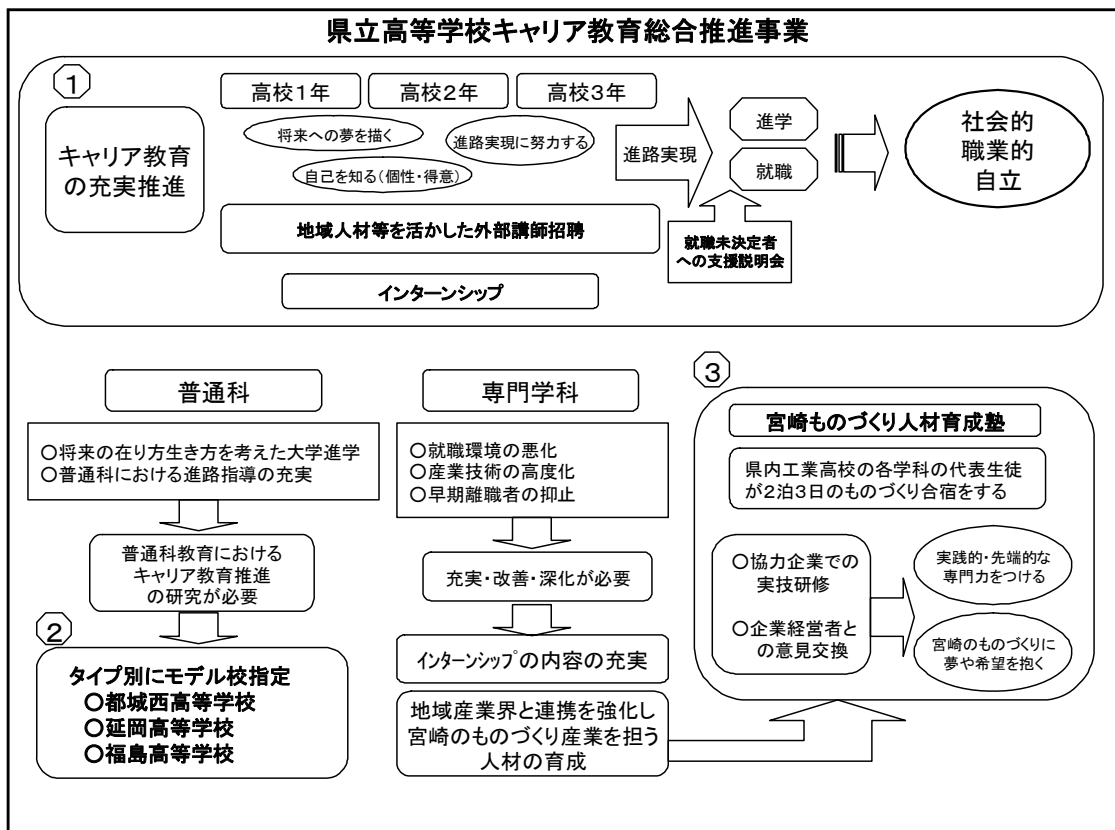 県立高等学校キャリア教育総合推進事業
①
キャリア教育
の充実推進
高校1年
高校2年
高校3年
将来への夢を描く
進路実現に努力する
自己を知る(個性・得意)
地域人材等を活かした外部講師招聘
インターンシップ
進路実現
進学
就職
就職未決定者
への支援説明会
社会的
職業的
自立
普通科
○将来の在り方生き方を考えた大学進学
○普通科における進路指導の充実
普通科教育における
キャリア教育推進
の研究が必要
②
タイプ別にモデル校指定
○都城西高等学校
○延岡高等学校
○福島高等学校
専門学科
○就職環境の悪化
○産業技術の高度化
○早期離職者の抑止
充実・改善・深化が必要
インターンシップの内容の充実
地域産業界と連携を強化し
宮崎のものづくり産業を担う
人材の育成
③
宮崎ものづくり人材育成塾
県内工業高校の各学科の代表生徒
が2泊3日のものづくり合宿をする
○協力企業での
実技研修
○企業経営者と
の意見交換
実践的・先端的な
専門力をつける
宮崎のものづくりに
夢や希望を抱く